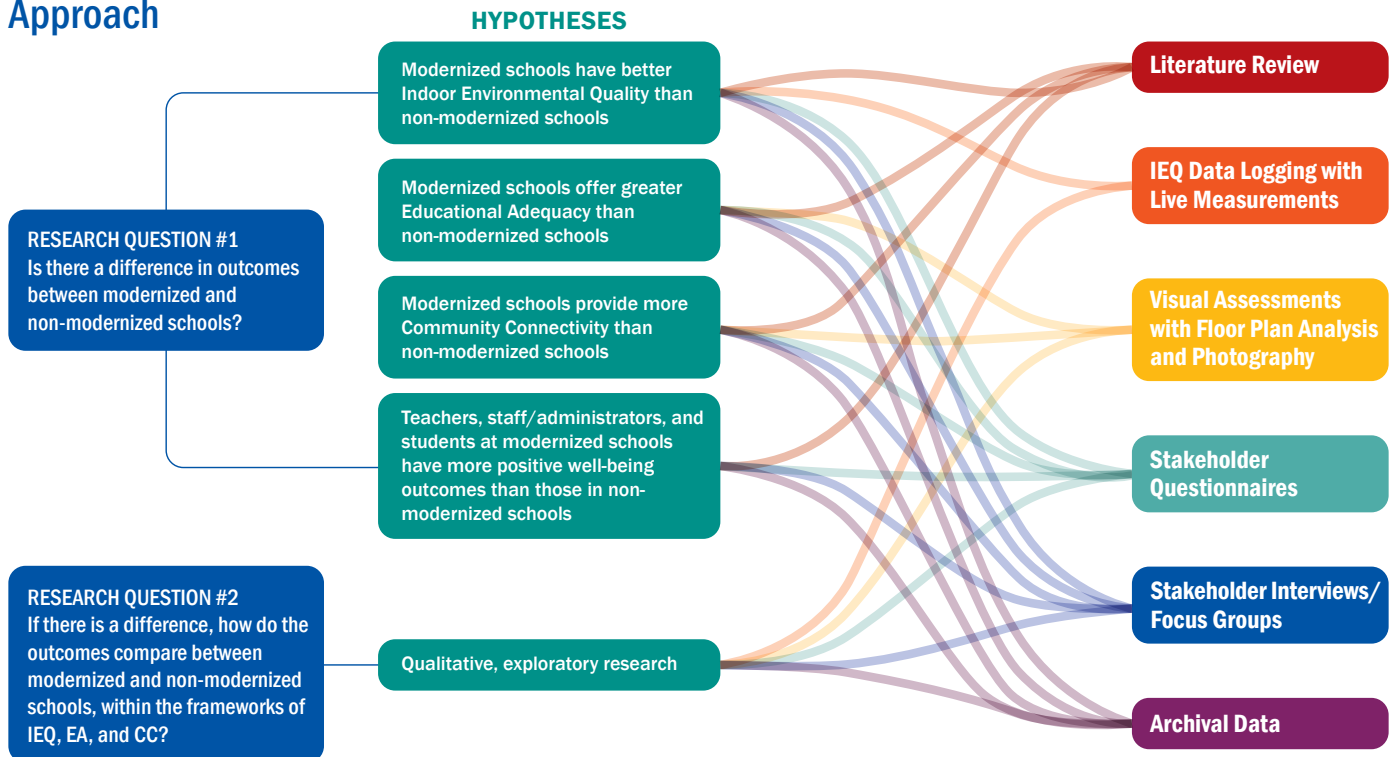 Approach
HYPOTHESES
Modernized schools have better
Indoor Environmental Quality than
non-modernized schools
Modernized schools offer greater
Educational Adequacy than
non-modernized schools
RESEARCH QUESTION #1
Is there a difference in outcomes
between modernized and
non-modernized schools?
Modernized schools provide more
Community Connectivity than
non-modernized schools
Teachers, staff/administrators, and
students at modernized schools
have more positive well-being
outcomes than those in non-
modernized schools
RESEARCH QUESTION #2
If there is a difference, how do the
outcomes compare between
modernized and non-modernized
schools, within the frameworks of
IEQ, EA, and CC?
Qualitative, exploratory research
Literature Review
IEQ Data Logging with
Live Measurements
Visual Assessments
with Floor Plan Analysis
and Photography
Stakeholder
Questionnaires
Stakeholder Interviews/
Focus Groups
Archival Data